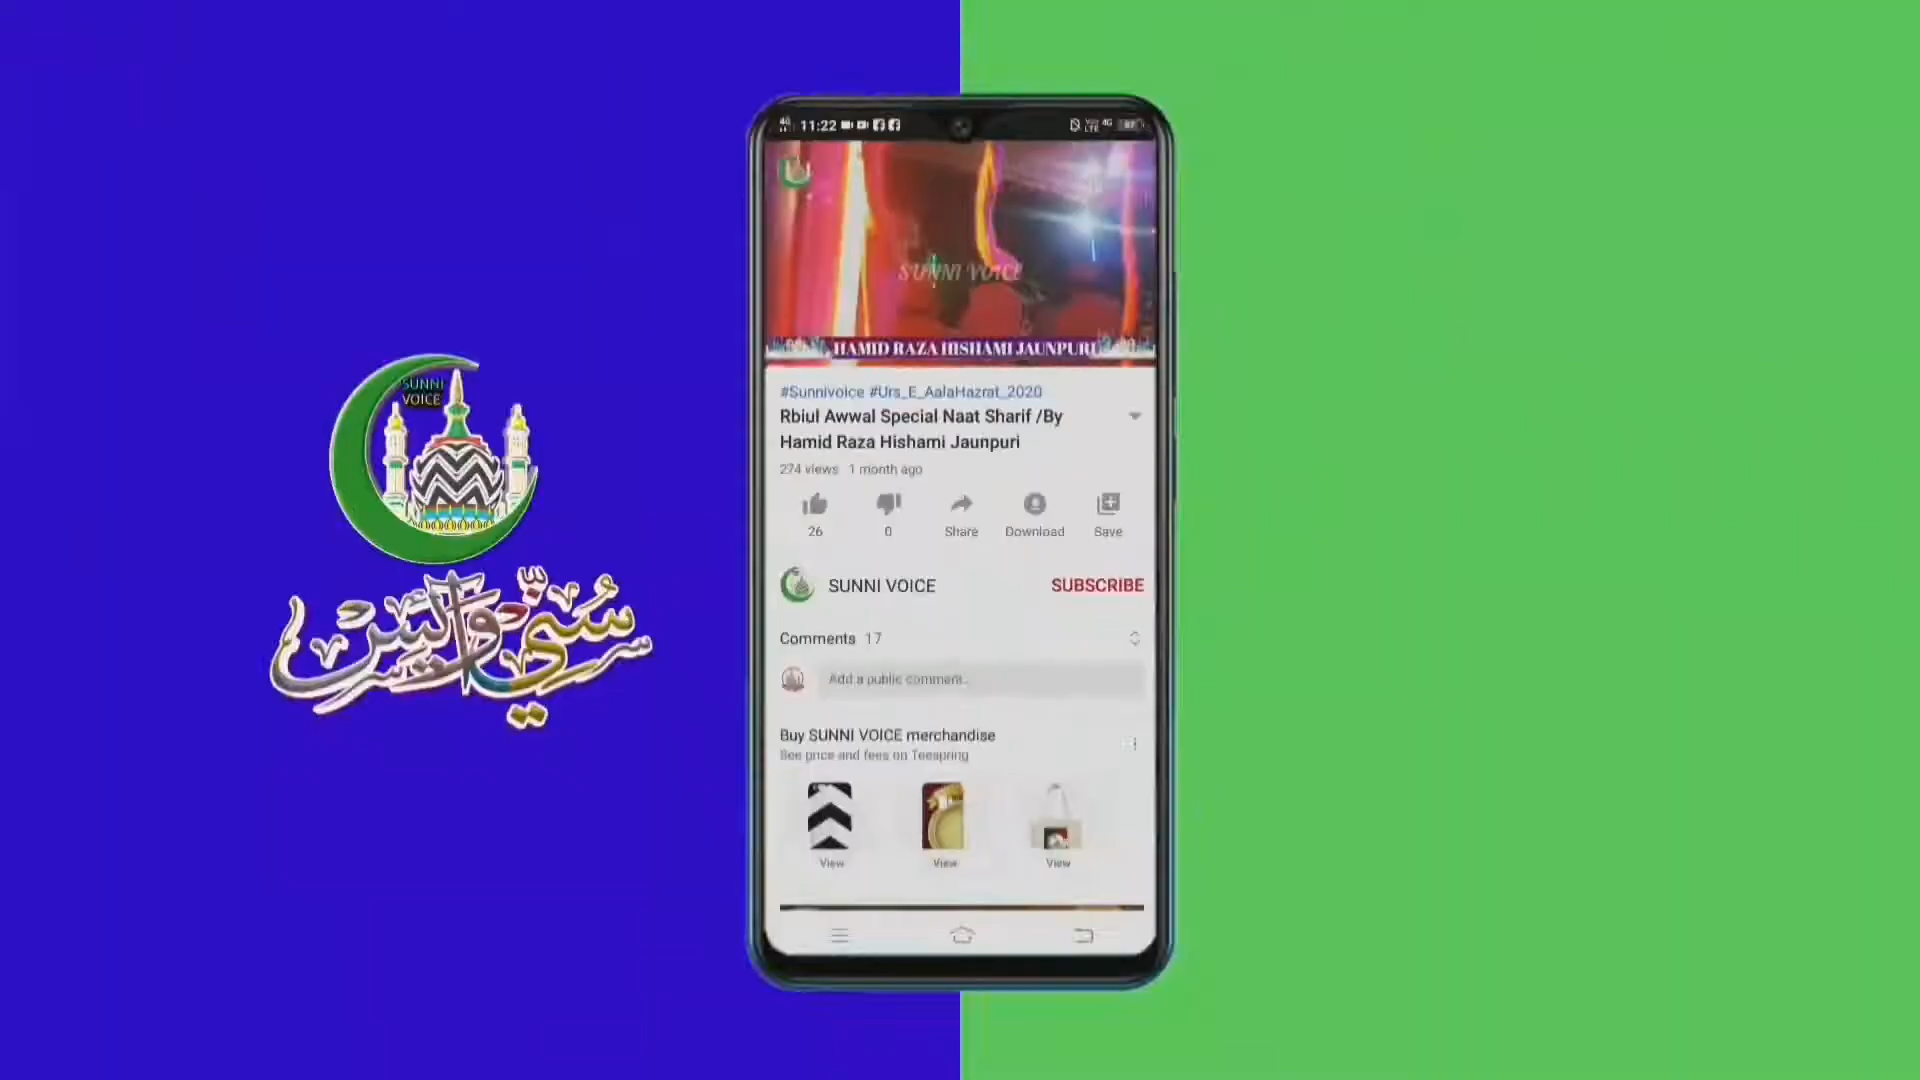 SUNNI
VOICE
سُنّی وائیس
11:22
SUNNI VOICE
HAMID RAZA HISHAMI JAUNPURI
#Sunnivoice #Urs_E_AalaHazrat_2020
Rbiul Awwal Special Naat Sharif /By
Hamid Raza Hishami Jaunpuri
274 views 1 month ago
26
0
Share
Download
Save
SUNNI VOICE
SUBSCRIBE
Comments 17
Add a public comment...
Buy SUNNI VOICE merchandise
See price and fees on Teespring
View
View
View